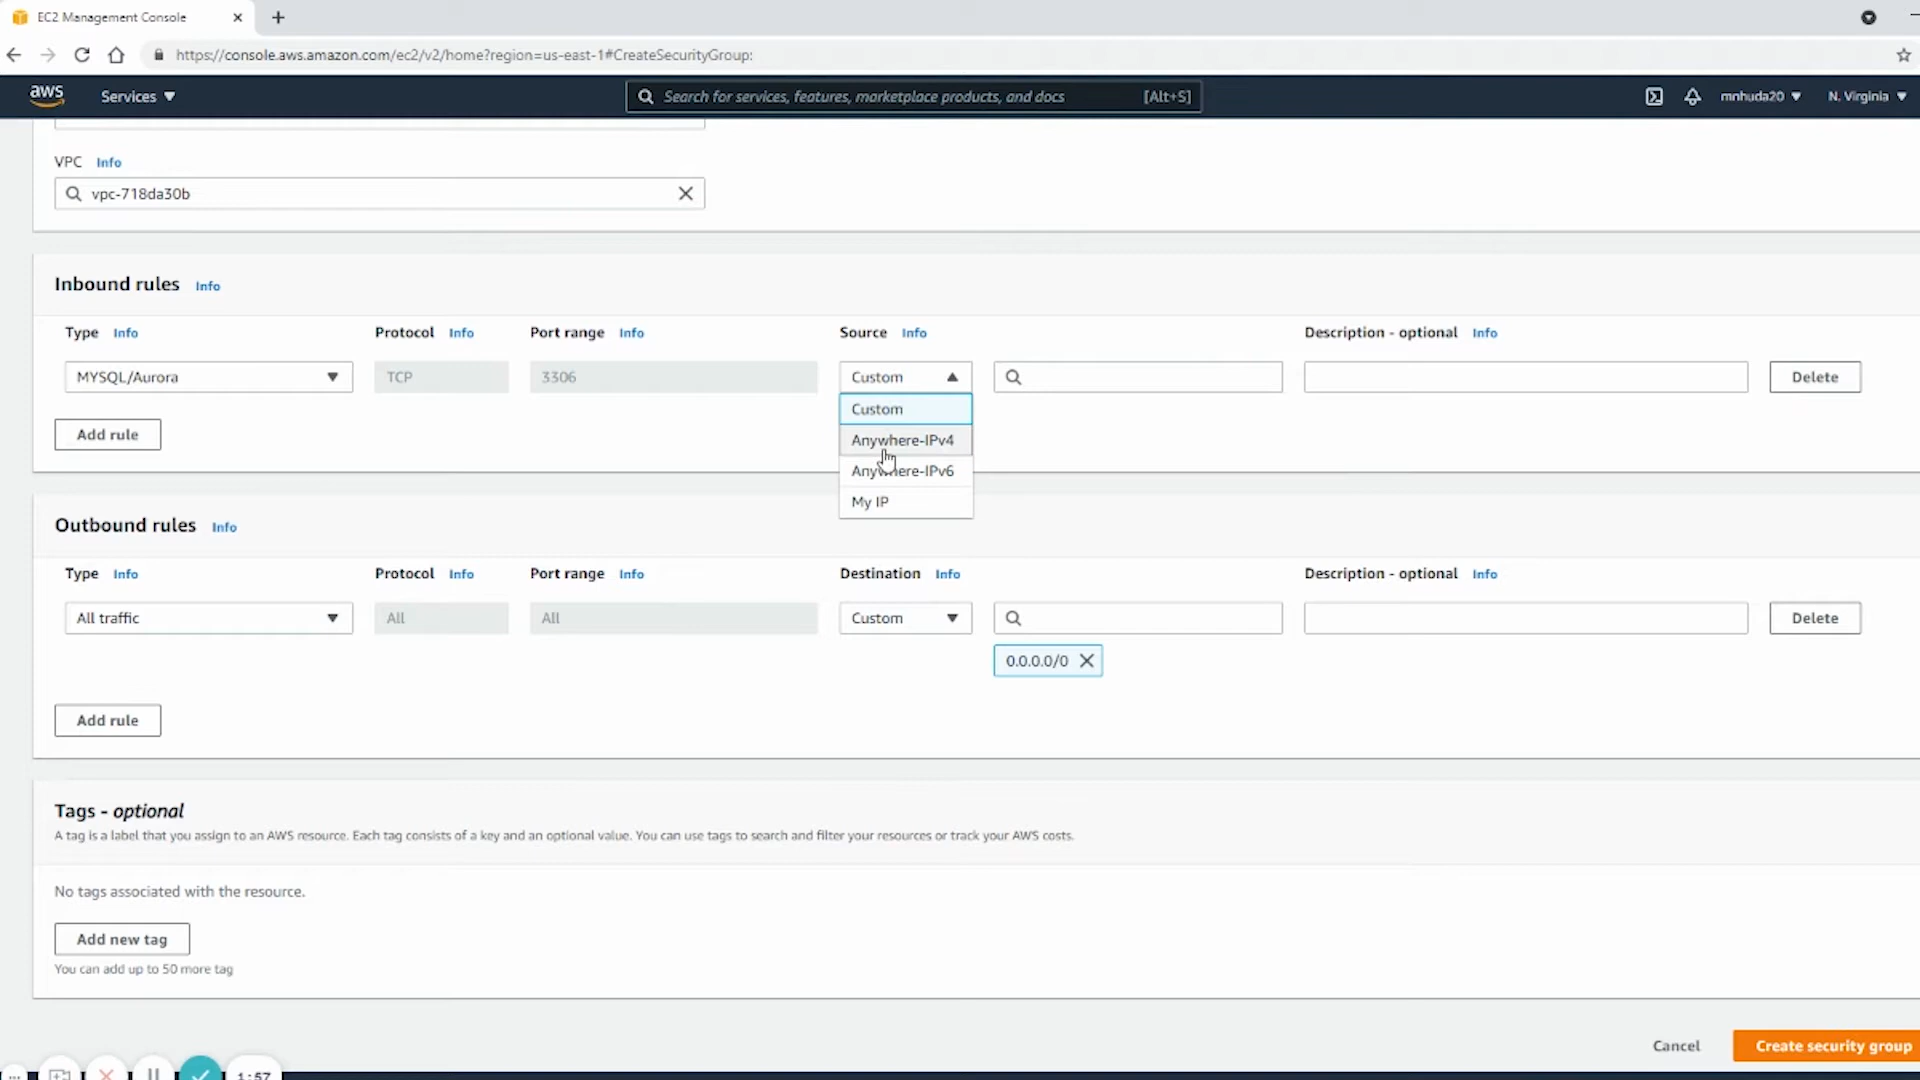 EC2 Management Console
https://console.aws.amazon.com/ec2/v2/home?region=us-east-1#CreateSecurityGroup:
aws Services Search for services, features, marketplace products, and docs [Alt+S] mnhuda20 N. Virginia
VPC Info
vpc-718da30b
Inbound rules Info
Type Info Protocol Info Port range Info Source Info Description - optional Info
MYSQL/Aurora TCP 3306 Custom Delete
Custom
Add rule Anywhere-IPv4
Anywhere-IPv6
My IP
Outbound rules Info
Type Info Protocol Info Port range Info Destination Info Description - optional Info
All traffic All All Custom Delete
0.0.0.0/0
Add rule
Tags - optional
A tag is a label that you assign to an AWS resource. Each tag consists of a key and an optional value. You can use tags to search and filter your resources or track your AWS costs.
No tags associated with the resource.
Add new tag
You can add up to 50 more tag
Cancel Create security group
1:57